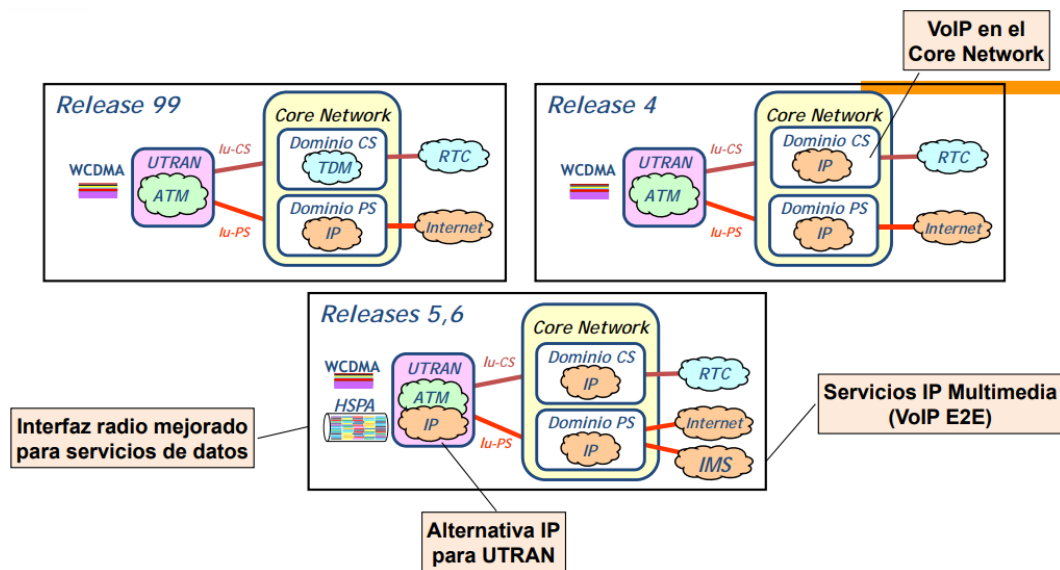 VoIP en el
Core Network
Release 99
Core Network
Dominio CS
TDM
Dominio PS
IP
UTRAN
ATM
WCDMA
Iu-CS
Iu-PS
RTC
Internet
Release 4
Core Network
Dominio CS
IP
Dominio PS
IP
UTRAN
ATM
WCDMA
Iu-CS
Iu-PS
RTC
Internet
Releases 5,6
Core Network
Dominio CS
IP
Dominio PS
IP
UTRAN
ATM
IP
WCDMA
HSPA
Iu-CS
Iu-PS
RTC
Internet
IMS
Servicios IP Multimedia
(VoIP E2E)
Interfaz radio mejorado
para servicios de datos
Alternativa IP
para UTRAN